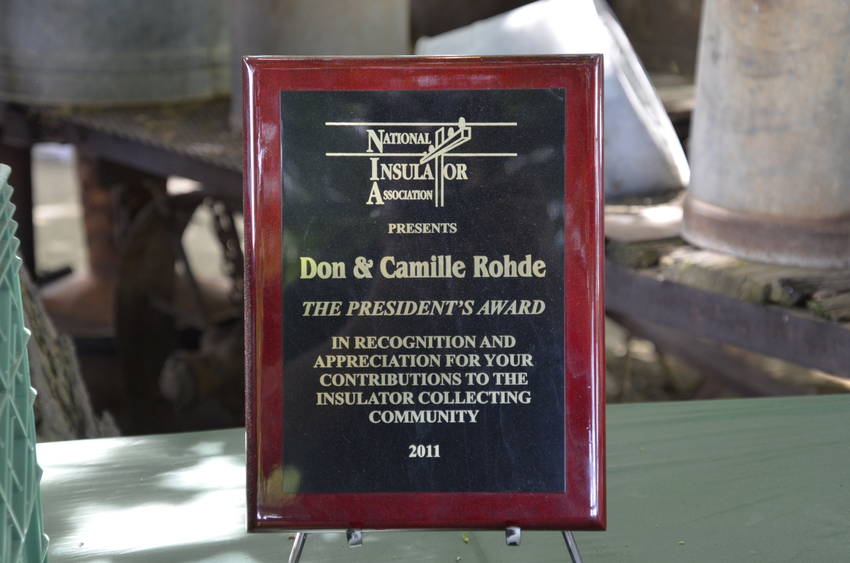 NATIONAL
INSULATOR
ASSOCIATION
PRESENTS
Don & Camille Rohde
THE PRESIDENT'S AWARD
IN RECOGNITION AND
APPRECIATION FOR YOUR
CONTRIBUTIONS TO THE
INSULATOR COLLECTING
COMMUNITY
2011